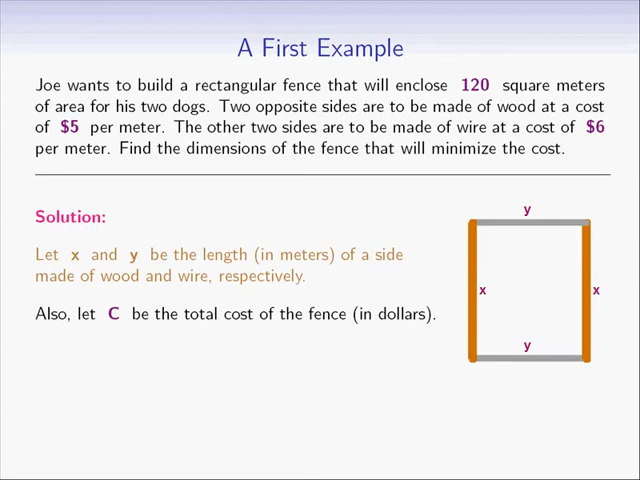 A First Example
Joe wants to build a rectangular fence that will enclose 120 square meters
of area for his two dogs. Two opposite sides are to be made of wood at a cost
of $5 per meter. The other two sides are to be made of wire at a cost of $6
per meter. Find the dimensions of the fence that will minimize the cost.
Solution:
Let x and y be the length (in meters) of a side
made of wood and wire, respectively.
Also, let C be the total cost of the fence (in dollars).
y
x
x
y